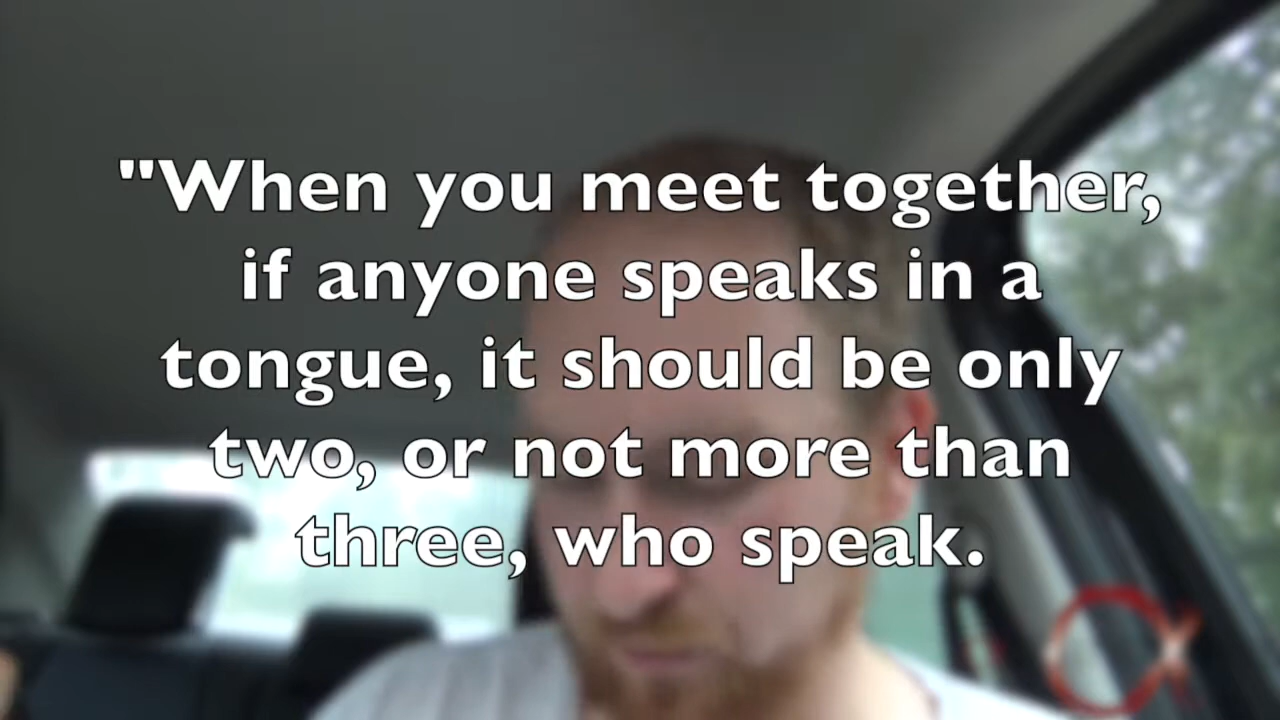 "When you meet together,
if anyone speaks in a
tongue, it should be only
two, or not more than
three, who speak.